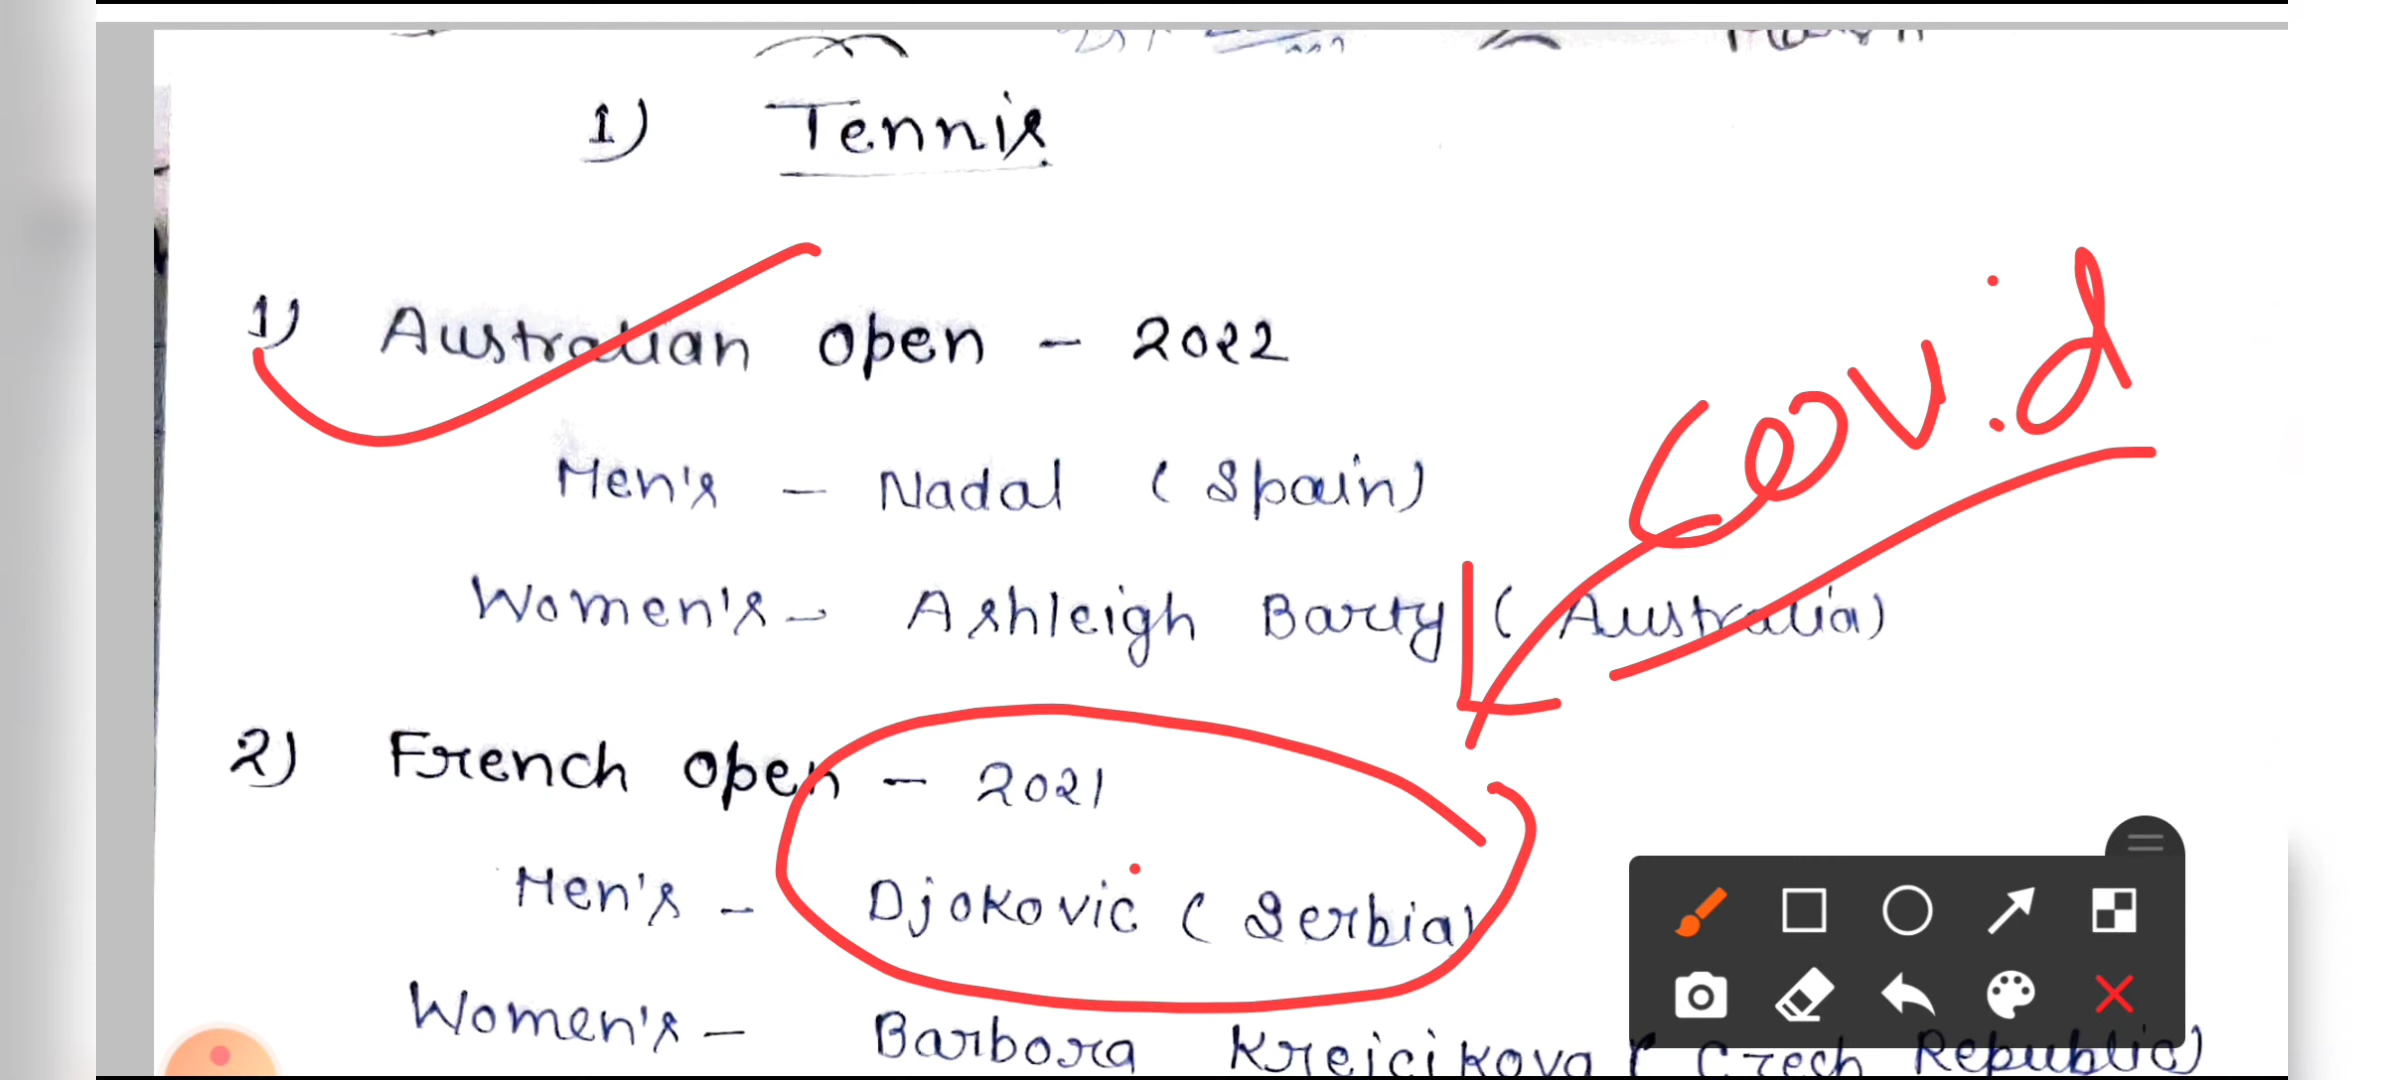 1) Tennis
1) Australian Open - 2022
Covid
Men's - Nadal (Spain)
Women's - Ashleigh Barty (Australia)
2) French Open - 2021
Men's - Djokovic (Serbia)
Women's - Barbora Krejcikova (Czech Republic)